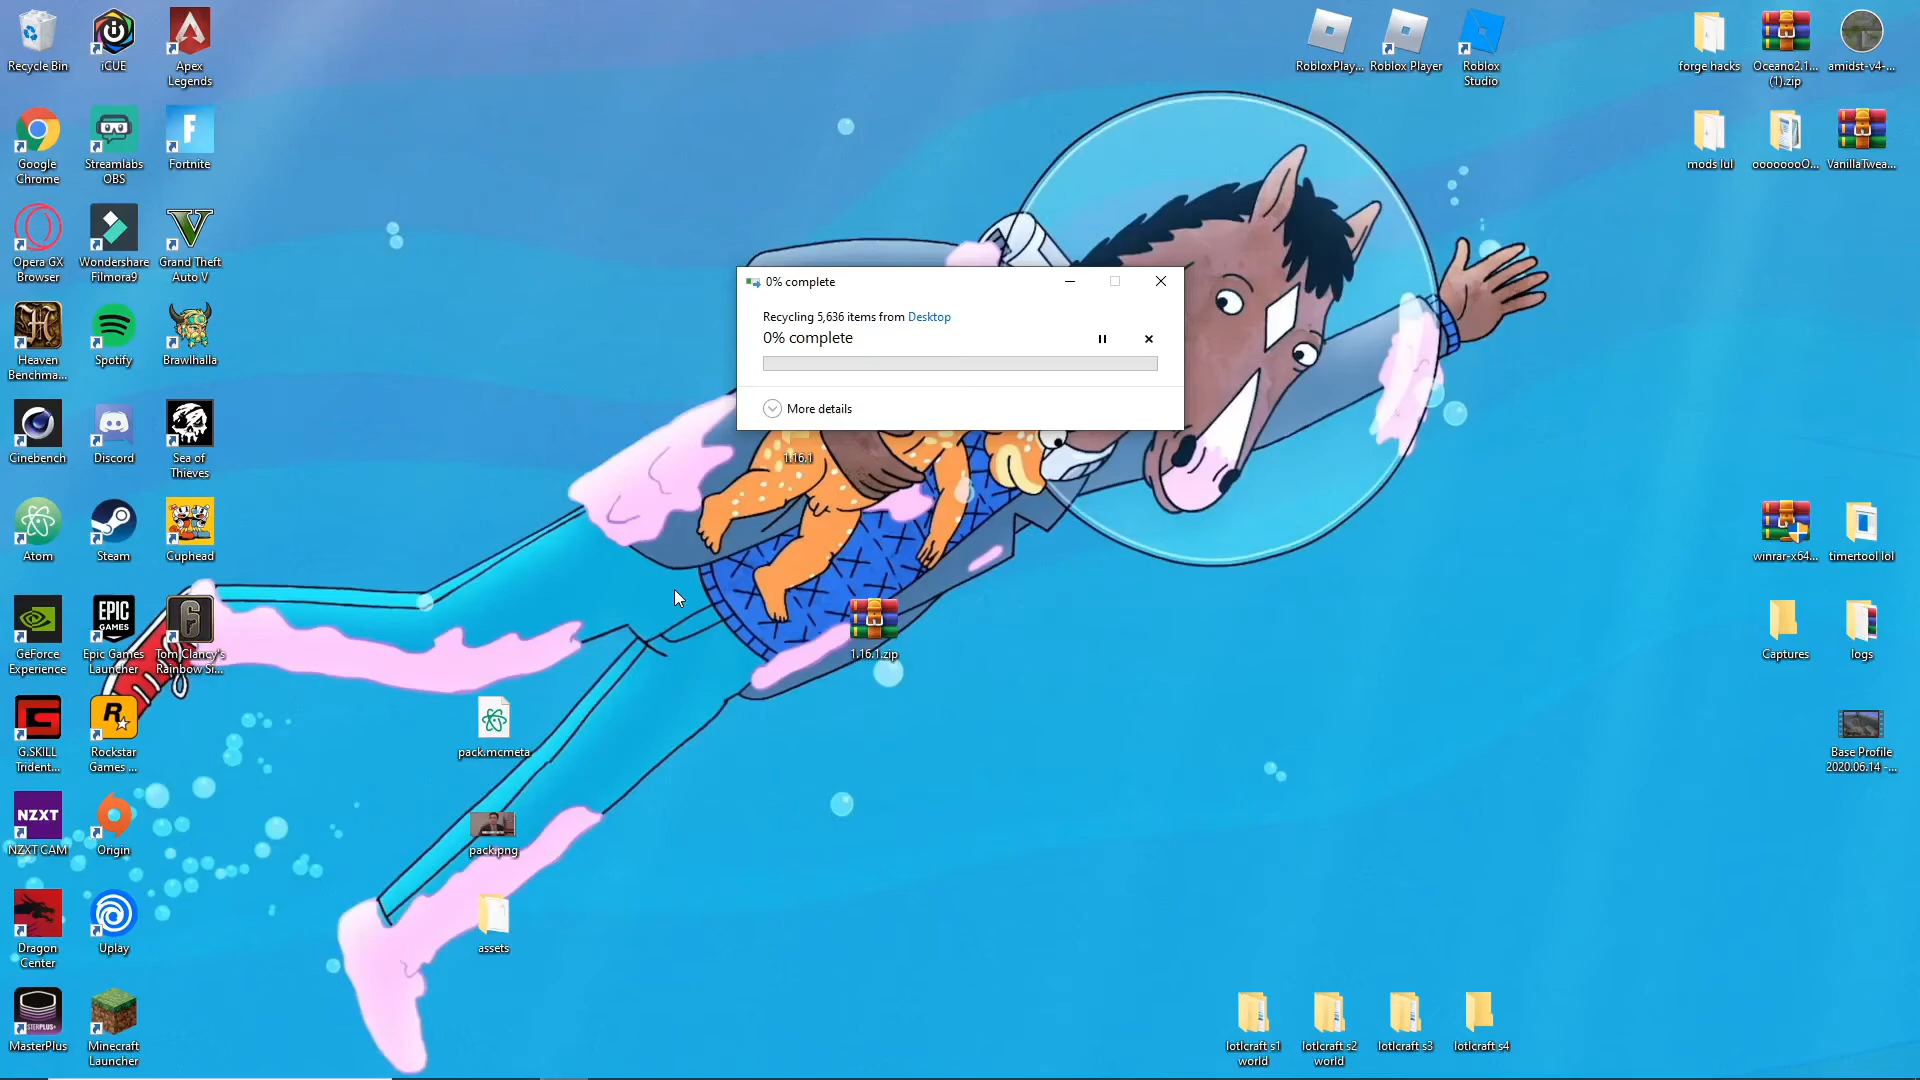 Recycle Bin
iCUE
Apex
Legends
RobloxPlay...
Roblox Player
Roblox
Studio
forge hacks
Oceano2.1...
(1).zip
amidst-v4-...
Google
Chrome
Streamlabs
OBS
Fortnite
mods lul
oooooooO...
VanillaTwea...
Opera GX
Browser
Wondershare
Filmora9
Grand Theft
Auto V
0% complete
Recycling 5,636 items from Desktop
0% complete
More details
Heaven
Benchma...
Spotify
Brawlhalla
1.16.1
Cinebench
Discord
Sea of
Thieves
Atom
Steam
Cuphead
winrar-x64...
timertool lol
EPIC
GAMES
6
GeForce
Experience
Epic Games
Launcher
Tom Clancy's
Rainbow Si...
1.16.1.zip
Captures
logs
G.SKILL
Trident...
Rockstar
Games ...
pack.mcmeta
Base Profile
2020.06.14 -...
NZXT
NZXT CAM
Origin
pack.png
Dragon
Center
Uplay
assets
MasterPlus
Minecraft
Launcher
lotlcraft s1
world
lotlcraft s2
world
lotlcraft s3
lotlcraft s4